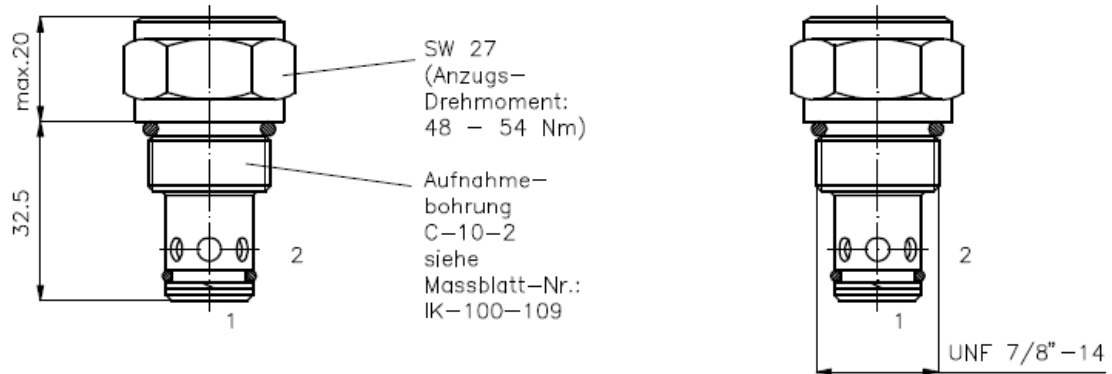 max.20
32.5
SW 27
(Anzugs–
Drehmoment:
48 – 54 Nm)
Aufnahme–
bohrung
C–10–2
siehe
Massblatt–Nr.:
IK–100–109
2
1
2
1
UNF 7/8"–14